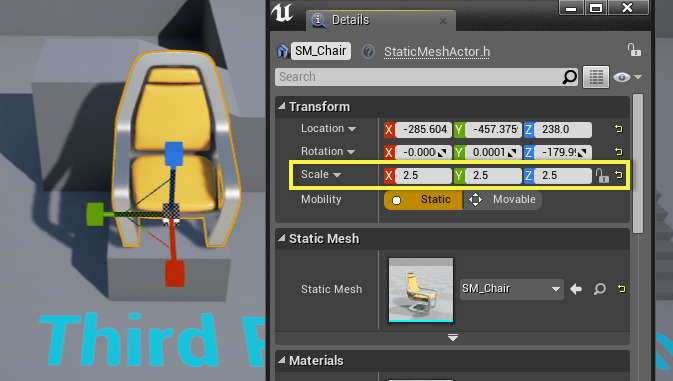 Details
SM_Chair
StaticMeshActor.h
Search
Transform
Location X -285.604 Y -457.375 Z 238.0
Rotation X -0.000 Y 0.0001 Z -179.99
Scale X 2.5 Y 2.5 Z 2.5
Mobility Static Movable
Static Mesh
Static Mesh SM_Chair
Materials
Third